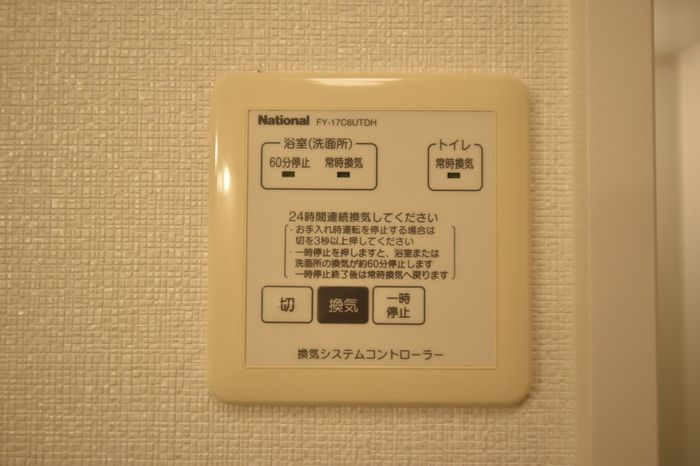 National FY-17C6UTDH
浴室(洗面所)
60分停止 常時換気
トイレ
常時換気
24時間連続換気してください
・お手入れ時運転を停止する場合は
切を3秒以上押してください
・一時停止を押しますと、浴室または
洗面所の換気が約60分停止します
一時停止終了後は常時換気へ戻ります
切
換気
一時
停止
換気システムコントローラー